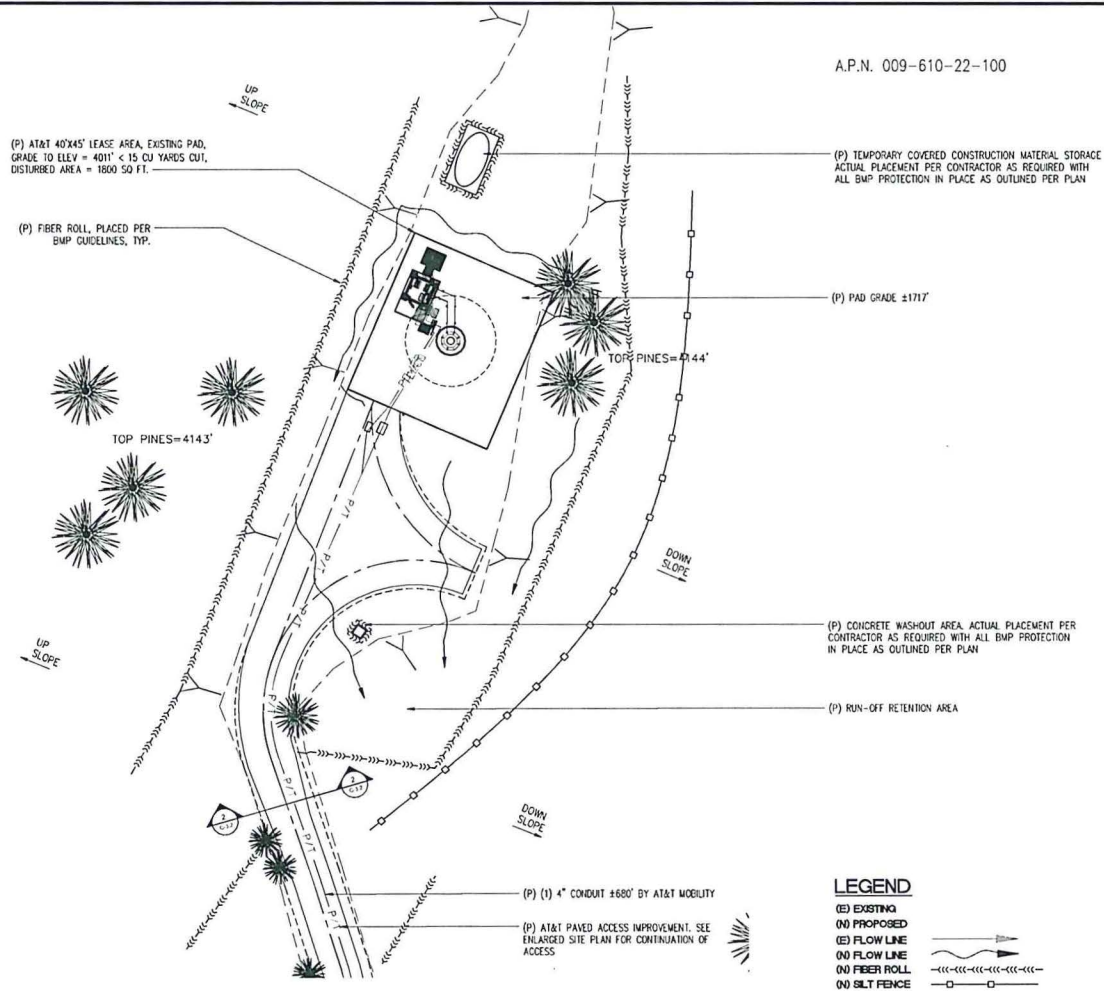 A.P.N. 009-610-22-100
UP
SLOPE
(P) AT&T 40'X45' LEASE AREA, EXISTING PAD,
GRADE TO ELEV = 4011' < 15 CU YARDS CUT,
DISTURBED AREA = 1800 SQ FT.
(P) TEMPORARY COVERED CONSTRUCTION MATERIAL STORAGE
ACTUAL PLACEMENT PER CONTRACTOR AS REQUIRED WITH
ALL BMP PROTECTION IN PLACE AS OUTLINED PER PLAN
(P) FIBER ROLL, PLACED PER
BMP GUIDELINES, TYP.
(P) PAD GRADE ±1717'
TOP PINES=4144'
TOP PINES=4143'
P/T
P/T
P/T
DOWN
SLOPE
UP
SLOPE
(P) CONCRETE WASHOUT AREA. ACTUAL PLACEMENT PER
CONTRACTOR AS REQUIRED WITH ALL BMP PROTECTION
IN PLACE AS OUTLINED PER PLAN
(P) RUN-OFF RETENTION AREA
P/T
P/T
2
2
P/T
DOWN
SLOPE
(P) (1) 4" CONDUIT ±680' BY AT&T MOBILITY
P/T
(P) AT&T PAVED ACCESS IMPROVEMENT. SEE
ENLARGED SITE PLAN FOR CONTINUATION OF
ACCESS
LEGEND
(E) EXISTING
(N) PROPOSED
(E) FLOW LINE
(N) FLOW LINE
(N) FIBER ROLL
(N) SILT FENCE